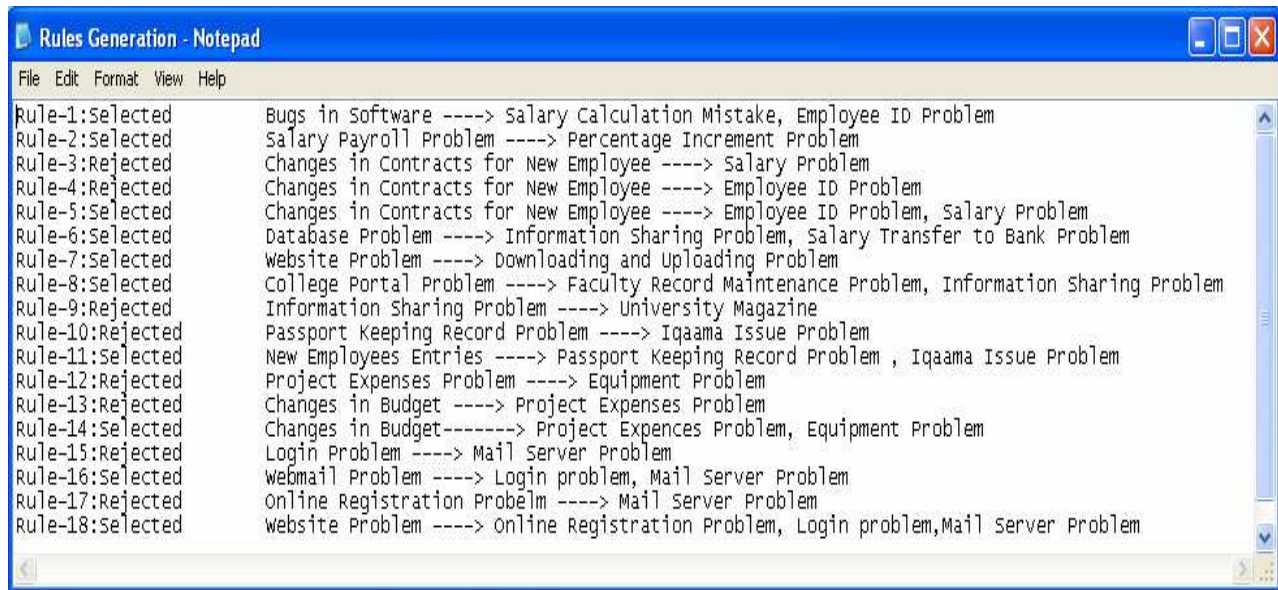 Rules Generation - Notepad
File Edit Format View Help
Rule-1:Selected Bugs in Software ----> Salary Calculation Mistake, Employee ID Problem
Rule-2:Selected Salary Payroll Problem ----> Percentage Increment Problem
Rule-3:Rejected Changes in Contracts for New Employee ----> Salary Problem
Rule-4:Rejected Changes in Contracts for New Employee ----> Employee ID Problem
Rule-5:Selected Changes in Contracts for New Employee ----> Employee ID Problem, Salary Problem
Rule-6:Selected Database Problem ----> Information Sharing Problem, Salary Transfer to Bank Problem
Rule-7:Selected Website Problem ----> Downloading and Uploading Problem
Rule-8:Selected College Portal Problem ----> Faculty Record Maintenance Problem, Information Sharing Problem
Rule-9:Rejected Information Sharing Problem ----> University Magazine
Rule-10:Rejected Passport Keeping Record Problem ----> Iqaama Issue Problem
Rule-11:Selected New Employees Entries ----> Passport Keeping Record Problem , Iqaama Issue Problem
Rule-12:Rejected Project Expenses Problem ----> Equipment Problem
Rule-13:Rejected Changes in Budget ----> Project Expenses Problem
Rule-14:Selected Changes in Budget-------> Project Expences Problem, Equipment Problem
Rule-15:Rejected Login Problem ----> Mail Server Problem
Rule-16:Selected Webmail Problem ----> Login problem, Mail Server Problem
Rule-17:Rejected Online Registration Probelm ----> Mail Server Problem
Rule-18:Selected Website Problem ----> Online Registration Problem, Login problem,Mail Server Problem